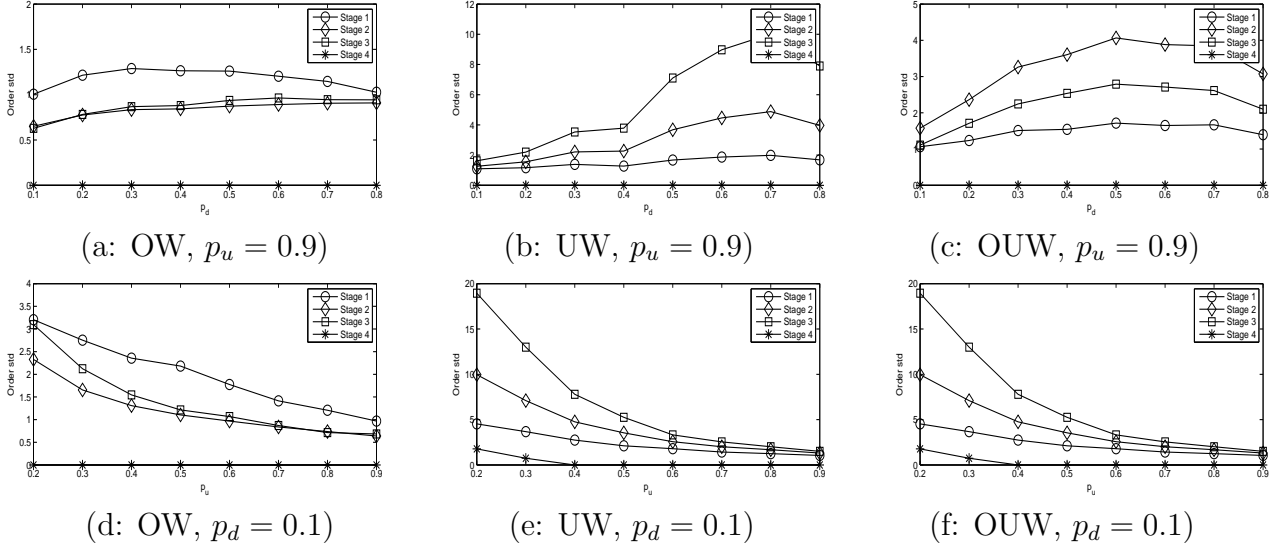 2
1.5
1
0.5
0
Order std
0.1 0.2 0.3 0.4 0.5 0.6 0.7 0.8
p_d
Stage 1
Stage 2
Stage 3
Stage 4
(a: OW, p_u = 0.9)
12
10
8
6
4
2
0
Order std
0.1 0.2 0.3 0.4 0.5 0.6 0.7 0.8
p_d
Stage 1
Stage 2
Stage 3
Stage 4
(b: UW, p_u = 0.9)
5
4
3
2
1
0
Order std
0.1 0.2 0.3 0.4 0.5 0.6 0.7 0.8
p_d
Stage 1
Stage 2
Stage 3
Stage 4
(c: OUW, p_u = 0.9)
4
3.5
3
2.5
2
1.5
1
0.5
0
Order std
0.2 0.3 0.4 0.5 0.6 0.7 0.8 0.9
p_u
Stage 1
Stage 2
Stage 3
Stage 4
(d: OW, p_d = 0.1)
20
15
10
5
0
Order std
0.2 0.3 0.4 0.5 0.6 0.7 0.8 0.9
p_u
Stage 1
Stage 2
Stage 3
Stage 4
(e: UW, p_d = 0.1)
20
15
10
5
0
Order std
0.2 0.3 0.4 0.5 0.6 0.7 0.8 0.9
p_u
Stage 1
Stage 2
Stage 3
Stage 4
(f: OUW, p_d = 0.1)